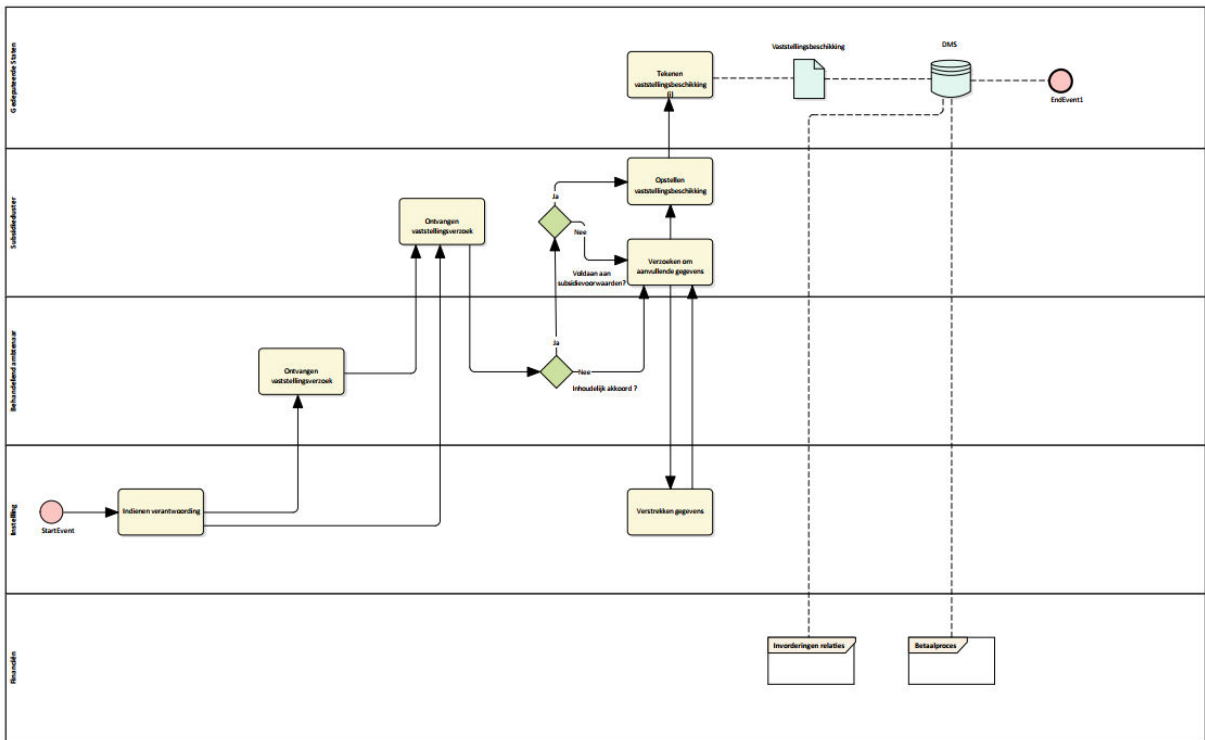 Gedeputeerde Staten
Tekenen
vaststellingsbeschikking
(i)
Vaststellingsbeschikking
DMS
EndEvent1
Subsidiecluster
Ontvangen
vaststellingsverzoek
Ja
Nee
Voldaan aan
subsidievoorwaarden?
Opstellen
vaststellingsbeschikking
Verzoeken om
aanvullende gegevens
Behandelend ambtenaar
Ontvangen
vaststellingsverzoek
Ja
Nee
Inhoudelijk akkoord ?
Instelling
StartEvent
Indienen verantwoording
Verstrekken gegevens
Financiën
Invorderingen relaties
Betaalproces